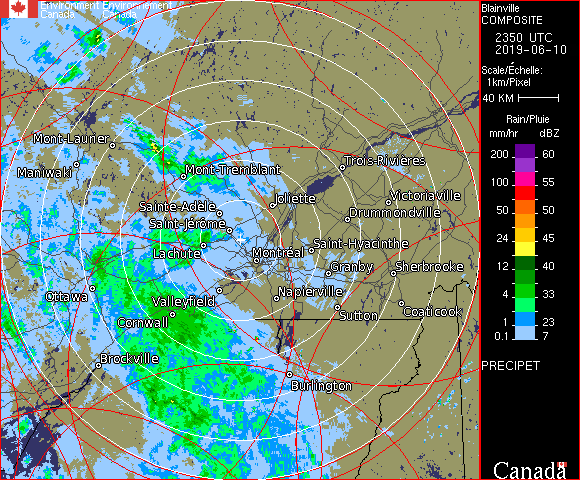 Environment Environnement
Canada Canada
Mont-Laurier
Maniwaki
Mont-Tremblant
Trois-Rivières
Joliette
Victoriaville
Sainte-Adèle
Drummondville
Saint-Jérôme
Lachute
Montréal
Saint-Hyacinthe
Granby
Sherbrooke
Ottawa
Valleyfield
Napierville
Cornwall
Sutton
Coaticook
Brockville
Burlington
Blainville
COMPOSITE
2350 UTC
2019-06-10
Scale/Échelle:
1km/Pixel
40 KM
Rain/Pluie
mm/hr dBZ
200 60
100 55
50 50
24 45
12 40
4 33
1 23
0.1 7
PRECIPET
Canada